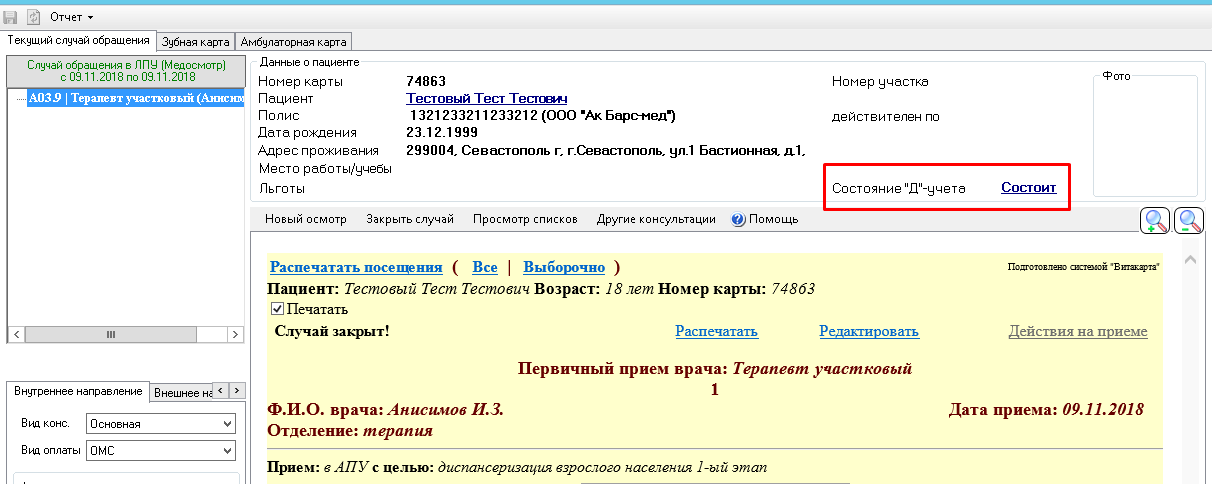 Отчет
Текущий случай обращения Зубная карта Амбулаторная карта
Случай обращения в ЛПУ (Медосмотр)
с 09.11.2018 по 09.11.2018
A03.9 | Терапевт участковый (Анисим
Данные о пациенте
Номер карты 74863 Номер участка
Фото
Пациент Тестовый Тест Тестович
Полис 1321233211233212 (ООО "Ак Барс-мед") действителен по
Дата рождения 23.12.1999
Адрес проживания 299004, Севастополь г, г.Севастополь, ул.1 Бастионная, д.1,
Место работы/учебы
Льготы Состояние "Д"-учета Состоит
Новый осмотр Закрыть случай Просмотр списков Другие консультации Помощь
Распечатать посещения ( Все | Выборочно ) Подготовлено системой "Витакарта"
Пациент: Тестовый Тест Тестович Возраст: 18 лет Номер карты: 74863
Печатать
Случай закрыт! Распечатать Редактировать Действия на приеме
Первичный прием врача: Терапевт участковый
1
Ф.И.О. врача: Анисимов И.З. Дата приема: 09.11.2018
Отделение: терапия
Прием: в АПУ с целью: диспансеризация взрослого населения 1-ый этап
Внутреннее направление Внешнее на
Вид конс. Основная
Вид оплаты ОМС